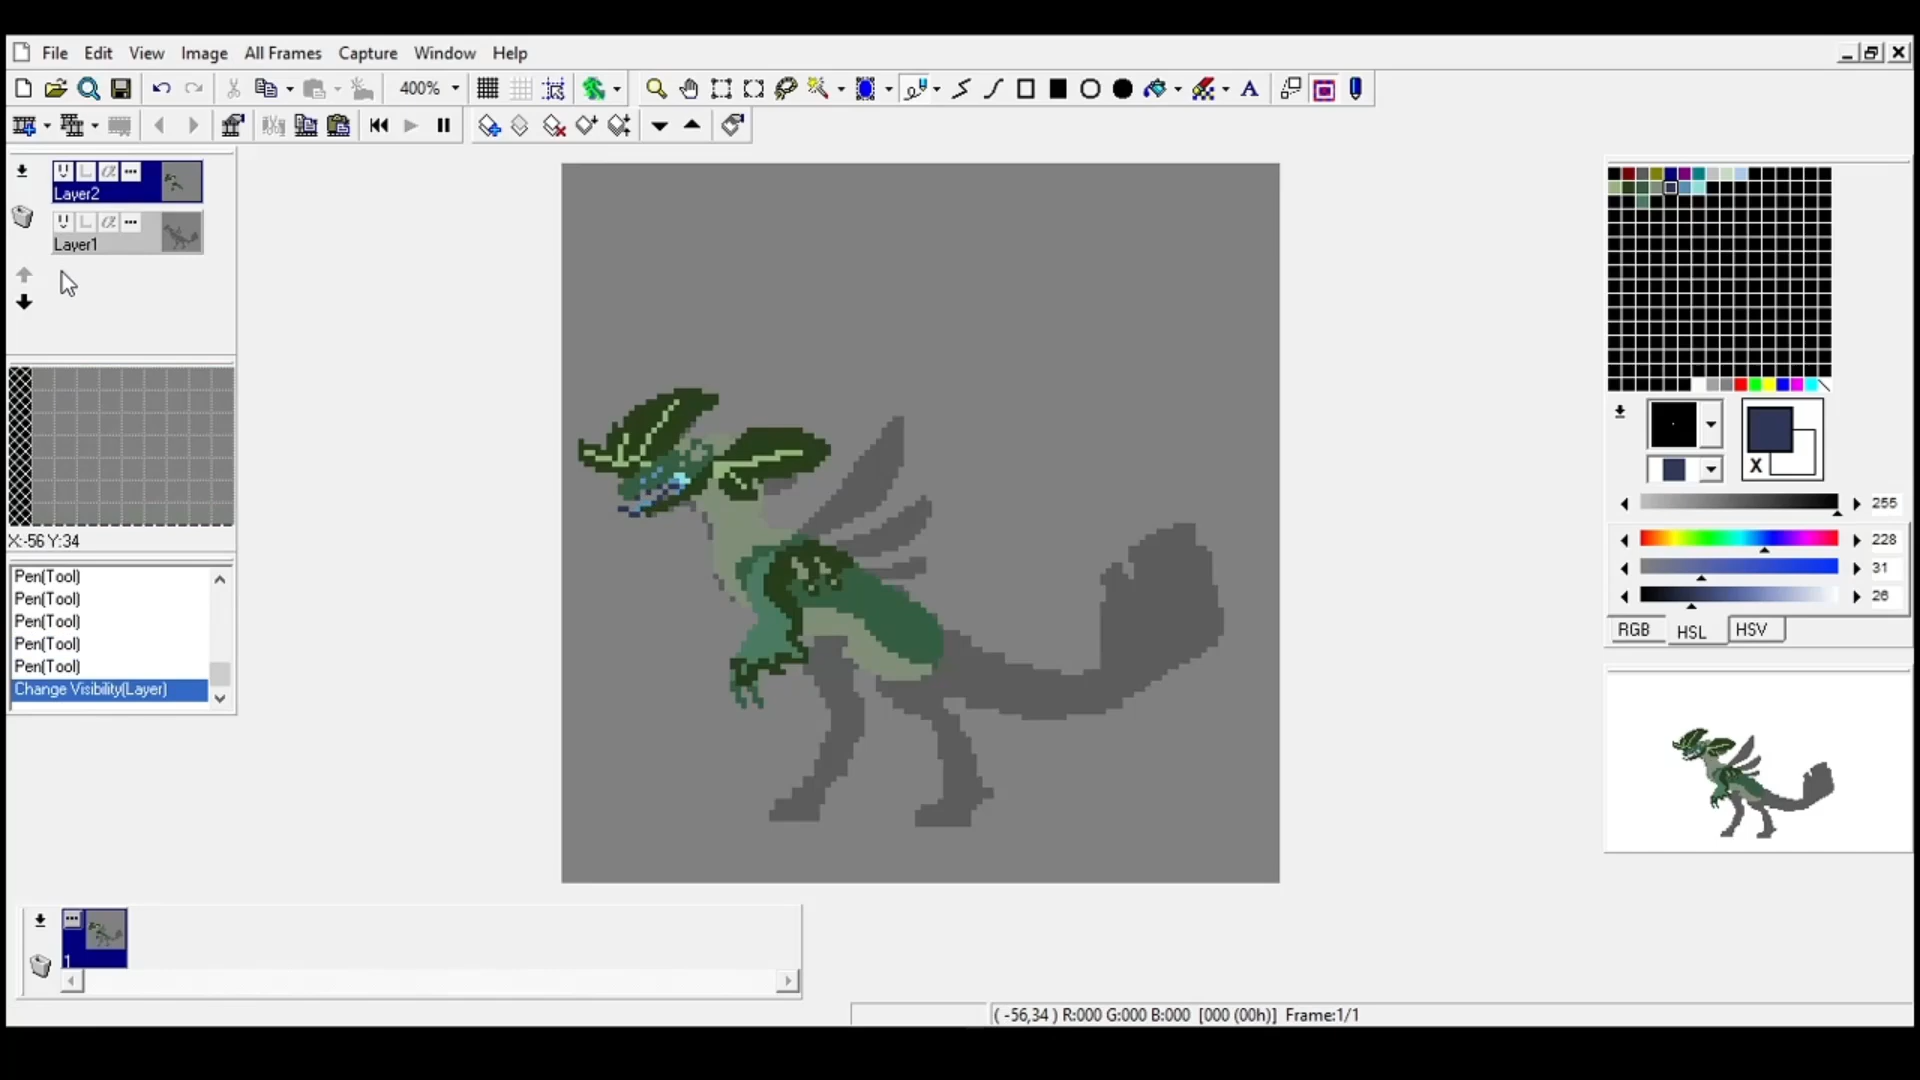 File Edit View Image All Frames Capture Window Help
400%
A
Layer2
Layer1
X:-56 Y:34
Pen(Tool)
Pen(Tool)
Pen(Tool)
Pen(Tool)
Pen(Tool)
Change Visibility(Layer)
X
255
228
31
26
RGB HSL HSV
1
( -56,34 ) R:000 G:000 B:000 [000 (00h)] Frame:1/1